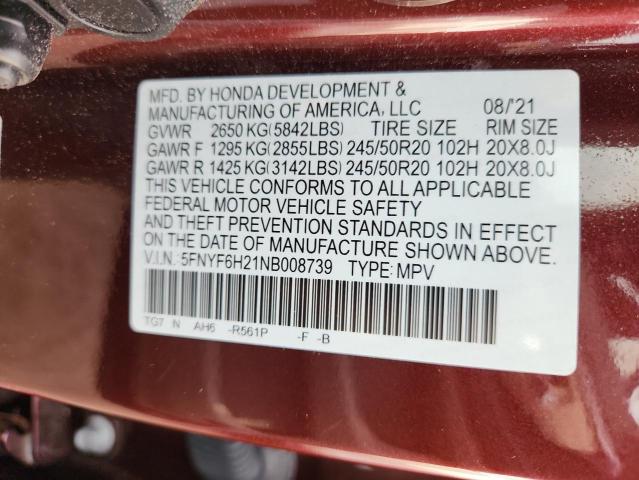 MFD. BY HONDA DEVELOPMENT &
MANUFACTURING OF AMERICA, LLC 08/'21
GVWR 2650 KG(5842LBS) TIRE SIZE RIM SIZE
GAWR F 1295 KG(2855LBS) 245/50R20 102H 20X8.0J
GAWR R 1425 KG(3142LBS) 245/50R20 102H 20X8.0J
THIS VEHICLE CONFORMS TO ALL APPLICABLE
FEDERAL MOTOR VEHICLE SAFETY
AND THEFT PREVENTION STANDARDS IN EFFECT
ON THE DATE OF MANUFACTURE SHOWN ABOVE.
V.I.N.:5FNYF6H21NB008739 TYPE:MPV
TG7 N AH6 -R561P -F -B